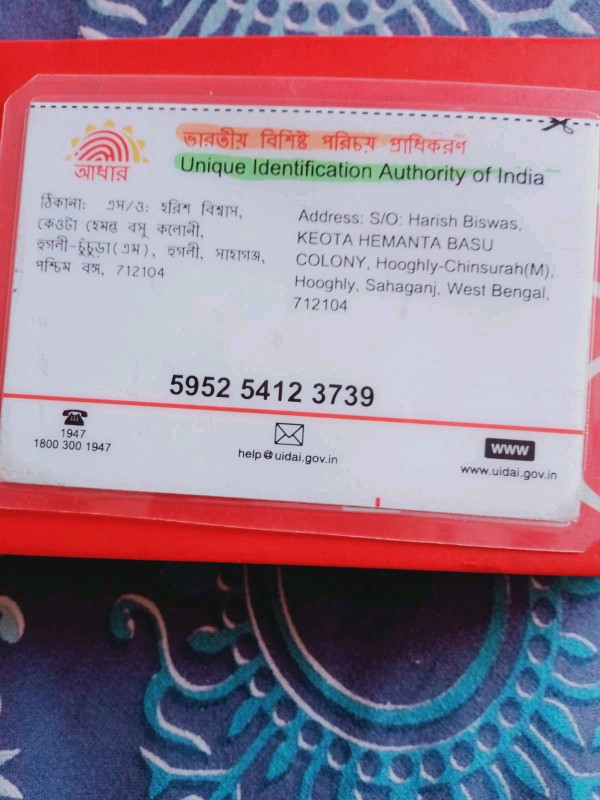 ভারতীয় বিশিষ্ট পরিচয় প্রাধিকরণ
Unique Identification Authority of India
আধার
ঠিকানা: এস/ও: হরিশ বিশ্বাস,
কেওটা হেমন্ত বসু কলোনী,
হুগলী-চুঁচুড়া(এম), হুগলী, সাহাগঞ্জ,
পশ্চিম বঙ্গ, 712104
Address: S/O: Harish Biswas,
KEOTA HEMANTA BASU
COLONY, Hooghly-Chinsurah(M),
Hooghly, Sahaganj, West Bengal,
712104
5952 5412 3739
1947
1800 300 1947
help@uidai.gov.in
www
www.uidai.gov.in